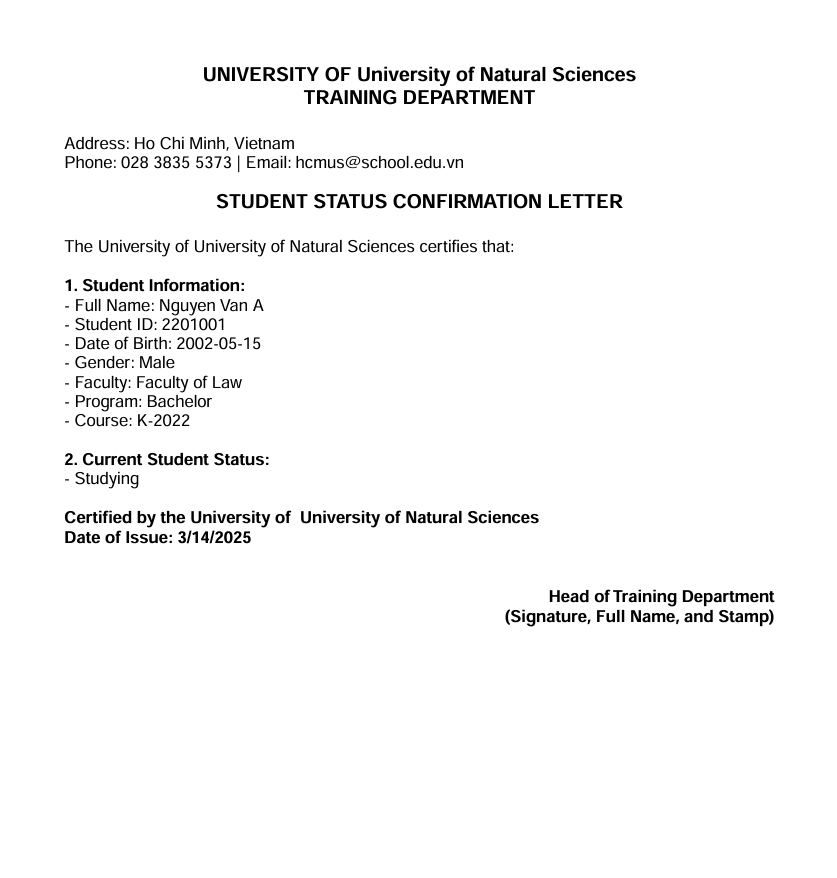 UNIVERSITY OF University of Natural Sciences
TRAINING DEPARTMENT
Address: Ho Chi Minh, Vietnam
Phone: 028 3835 5373 | Email: hcmus@school.edu.vn
STUDENT STATUS CONFIRMATION LETTER
The University of University of Natural Sciences certifies that:
1. Student Information:
- Full Name: Nguyen Van A
- Student ID: 2201001
- Date of Birth: 2002-05-15
- Gender: Male
- Faculty: Faculty of Law
- Program: Bachelor
- Course: K-2022
2. Current Student Status:
- Studying
Certified by the University of  University of Natural Sciences
Date of Issue: 3/14/2025
Head of Training Department
(Signature, Full Name, and Stamp)